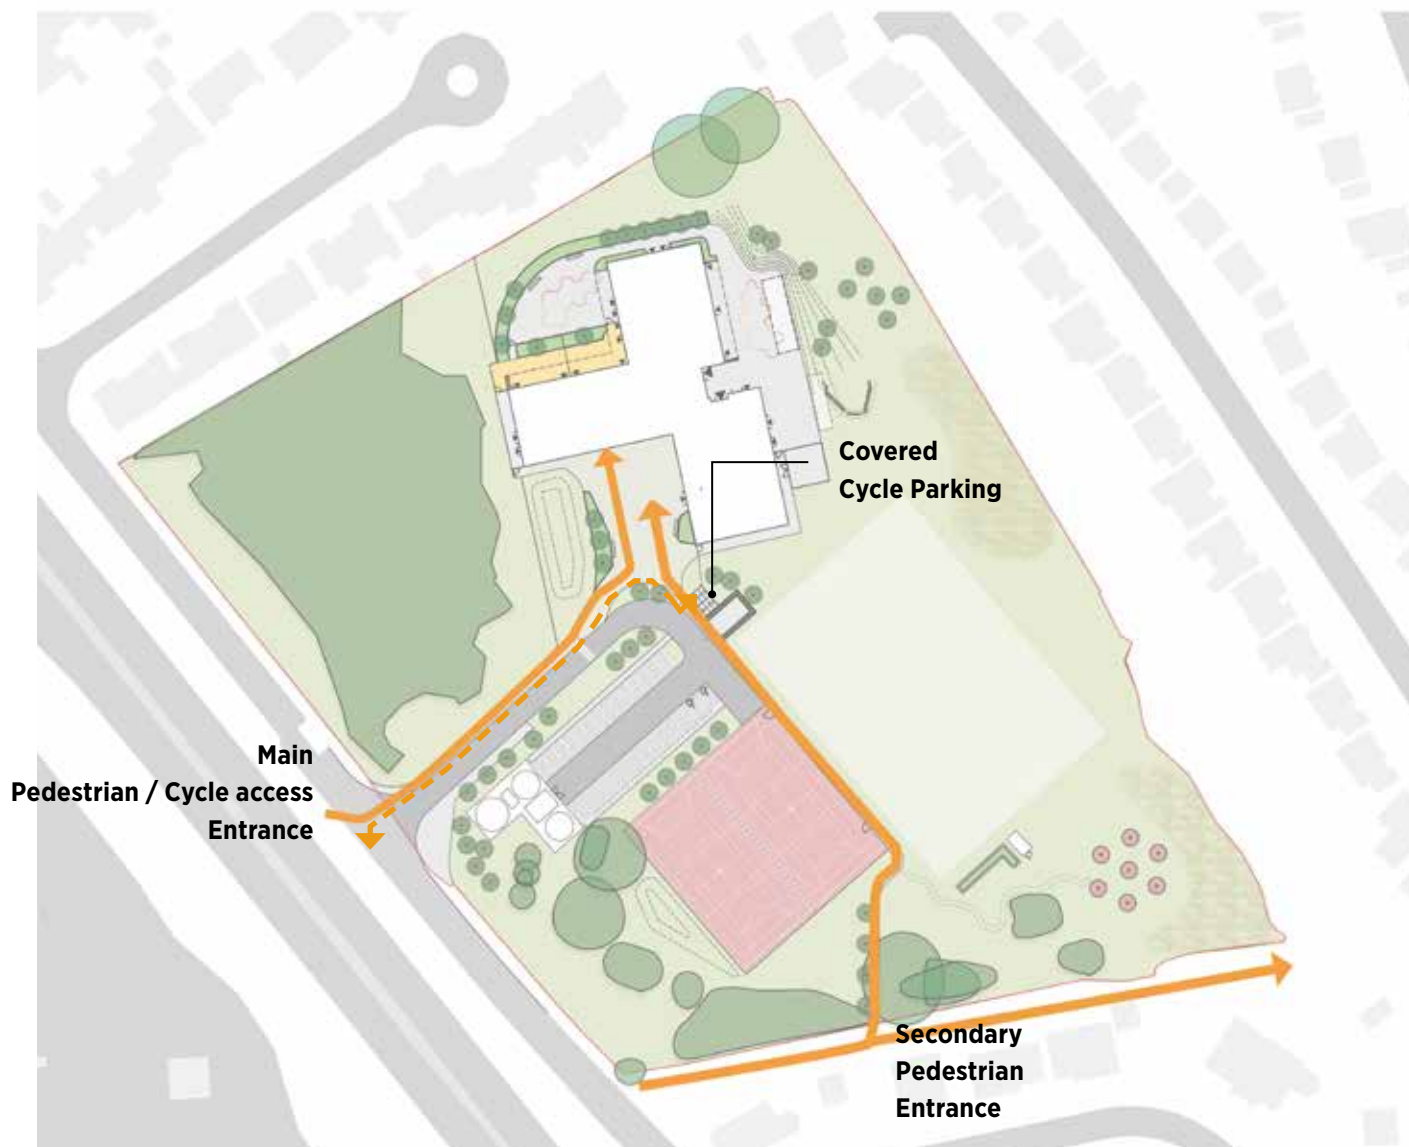 Covered
Cycle Parking
Main
Pedestrian / Cycle access
Entrance
Secondary
Pedestrian
Entrance